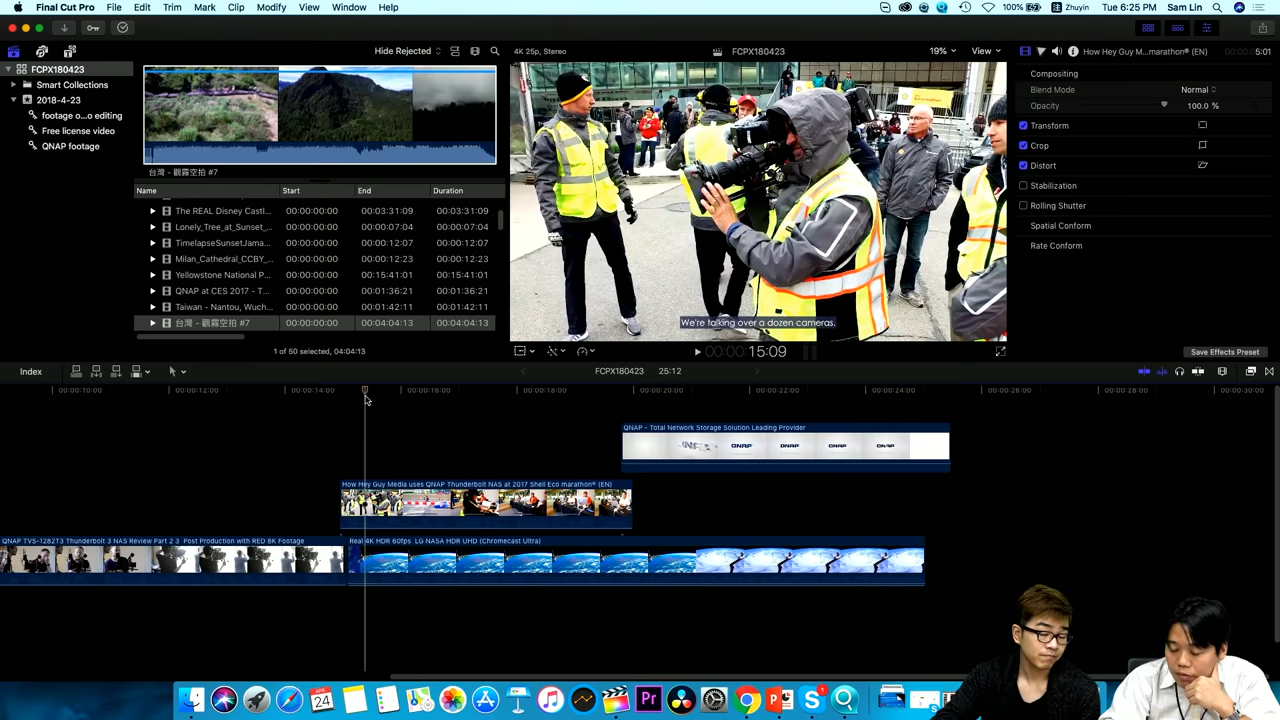 Final Cut Pro File Edit Trim Mark Clip Modify View Window Help 100% Zhuyin Tue 6:25 PM Sam Lin
Hide Rejected 4K 25p, Stereo FCPX180423 19% View How Hey Guy M...marathon® (EN) 5:01
FCPX180423
Smart Collections
2018-4-23
footage o...o editing
Free license video
QNAP footage
台灣 - 觀霧空拍 #7
Name Start End Duration
The REAL Disney Castl... 00:00:00:00 00:03:31:09 00:03:31:09
Lonely_Tree_at_Sunset_... 00:00:00:00 00:00:07:04 00:00:07:04
TimelapseSunsetJama... 00:00:00:00 00:00:12:07 00:00:12:07
Milan_Cathedral_CCBY_... 00:00:00:00 00:00:12:23 00:00:12:23
Yellowstone National P... 00:00:00:00 00:15:41:01 00:15:41:01
QNAP at CES 2017 - T... 00:00:00:00 00:01:36:21 00:01:36:21
Taiwan - Nantou, Wuch... 00:00:00:00 00:01:42:11 00:01:42:11
台灣 - 觀霧空拍 #7 00:00:00:00 00:04:04:13 00:04:04:13
1 of 50 selected, 04:04:13
We're talking over a dozen cameras.
00:00:00:15:09
Compositing
Blend Mode Normal
Opacity 100.0 %
Transform
Crop
Distort
Stabilization
Rolling Shutter
Spatial Conform
Rate Conform
Save Effects Preset
Index FCPX180423 25:12
00:00:10:00 00:00:12:00 00:00:14:00 00:00:16:00 00:00:18:00 00:00:20:00 00:00:22:00 00:00:24:00 00:00:26:00 00:00:28:00 00:00:30:00
QNAP - Total Network Storage Solution Leading Provider
QNAP QNAP QNAP
How Hey Guy Media uses QNAP Thunderbolt NAS at 2017 Shell Eco marathon® (EN)
QNAP TVS-1282T3 Thunderbolt 3 NAS Review Part 2 3 Post Production with RED 8K Footage
Real 4K HDR 60fps LG NASA HDR UHD (Chromecast Ultra)
APR
24
Pr